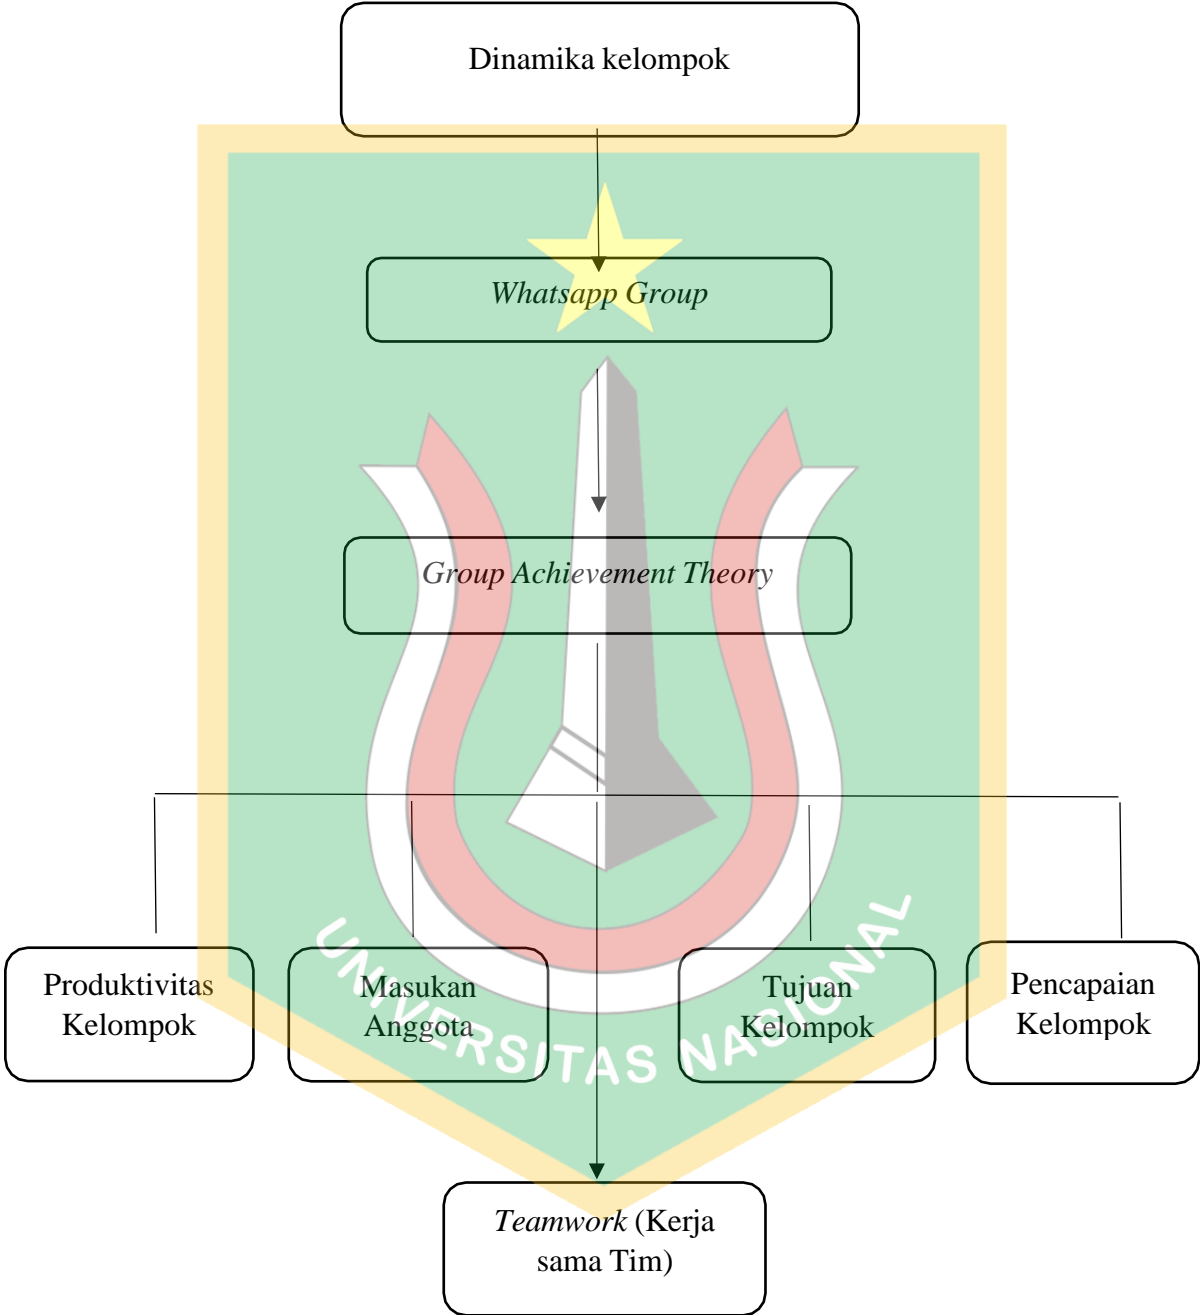 Dinamika kelompok
Whatsapp Group
Group Achievement Theory
Produktivitas
Kelompok
Masukan
Anggota
Tujuan
Kelompok
Pencapaian
Kelompok
UNIVERSITAS NASIONAL
Teamwork (Kerja
sama Tim)